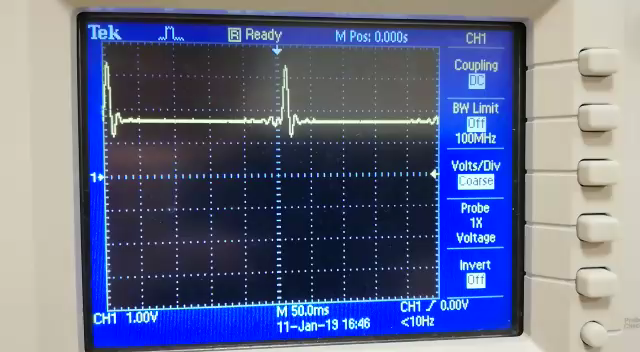 Tek R Ready M Pos: 0.000s CH1
Coupling
DC
BW Limit
Off
100MHz
Volts/Div
Coarse
Probe
1X
Voltage
Invert
Off
1
CH1 1.00V M 50.0ms CH1 / 0.00V
11-Jan-19 16:46 <10Hz